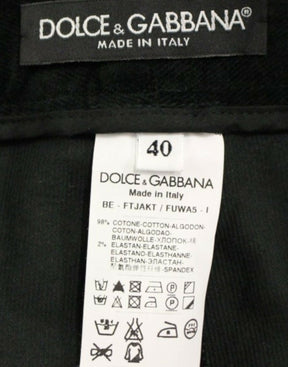 DOLCE & GABBANA®
MADE IN ITALY
40
DOLCE & GABBANA
Made in Italy
BE - FTJAKT / FUWA5 - I
98% COTONE-COTTON-ALGODON-
COTON-ALGODAO-
BAUMWOLLE-ХЛОПОК-棉
2% ELASTAN-ELASTANE-
ELASTANO-ELASTHANNE-
ELASTHAN-ЭЛАСТАН-
-SPANDEX